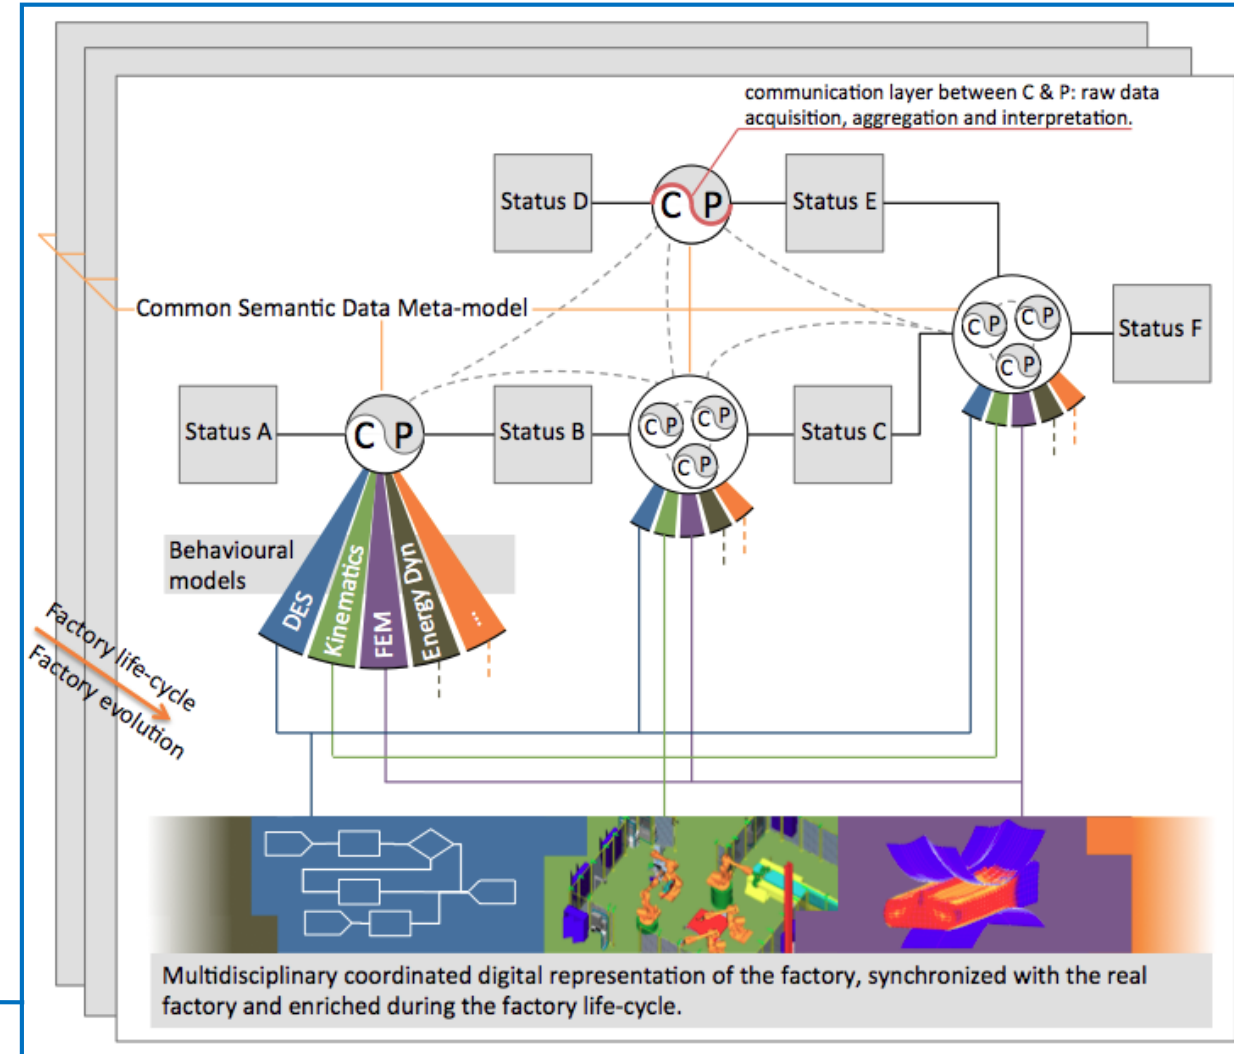 communication layer between C & P: raw data
acquisition, aggregation and interpretation.
Status D
C P
Status E
Common Semantic Data Meta-model
C P
C P
C P
Status F
Status A
C P
Status B
C P
C P
C P
Status C
Behavioural
models
DES
Kinematics
FEM
Energy Dyn
...
Factory life-cycle
Factory evolution
Multidisciplinary coordinated digital representation of the factory, synchronized with the real
factory and enriched during the factory life-cycle.